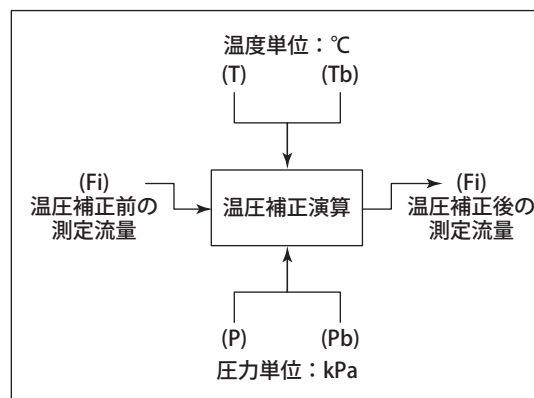 温度単位：℃
(T) (Tb)
(Fi)
温圧補正前の
測定流量
温圧補正演算
(Fi)
温圧補正後の
測定流量
(P) (Pb)
圧力単位：kPa